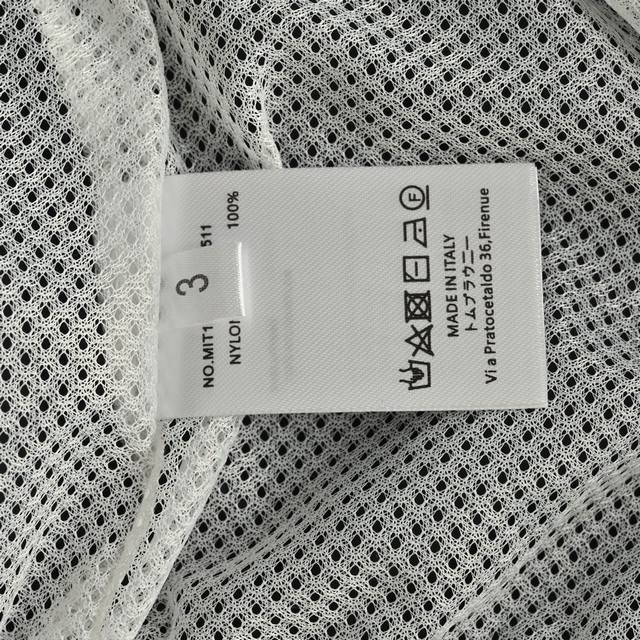 3
NO.MIT1 511
NYLON 100%
F
MADE IN ITALY
トムブラウニー
Via Pratocetaldo 36,Firenue